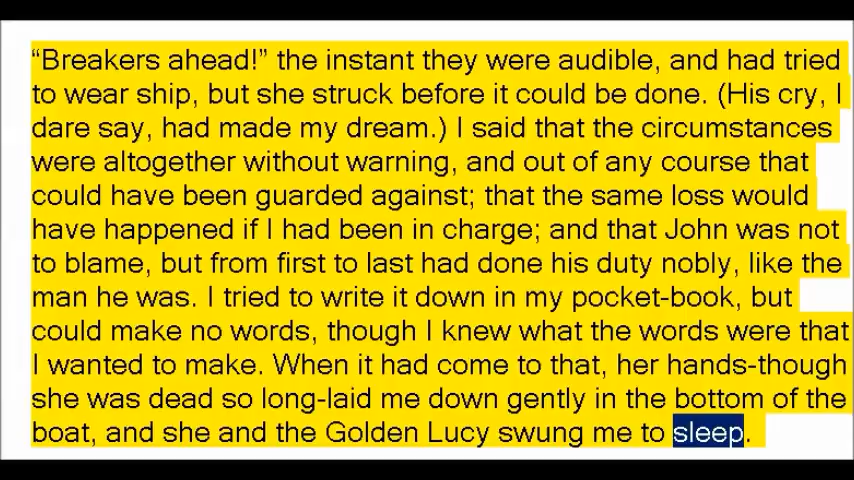 “Breakers ahead!” the instant they were audible, and had tried
to wear ship, but she struck before it could be done. (His cry, I
dare say, had made my dream.) I said that the circumstances
were altogether without warning, and out of any course that
could have been guarded against; that the same loss would
have happened if I had been in charge; and that John was not
to blame, but from first to last had done his duty nobly, like the
man he was. I tried to write it down in my pocket-book, but
could make no words, though I knew what the words were that
I wanted to make. When it had come to that, her hands-though
she was dead so long-laid me down gently in the bottom of the
boat, and she and the Golden Lucy swung me to sleep.